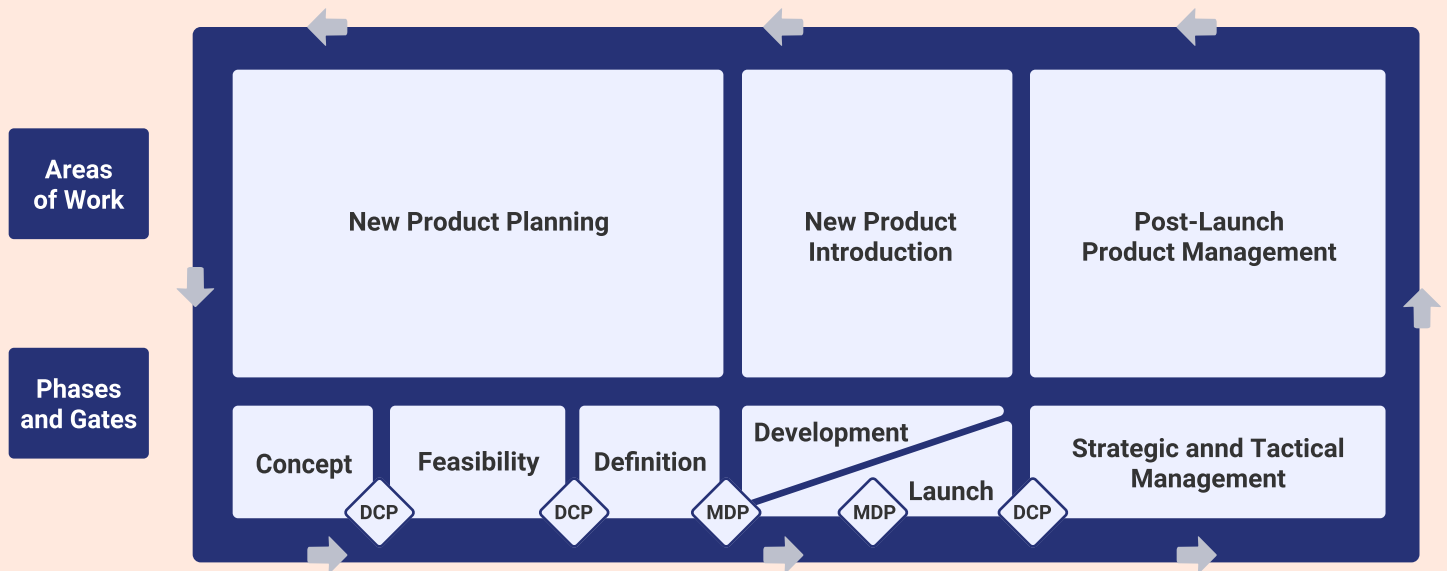 Areas
of Work
New Product Planning
New Product
Introduction
Post-Launch
Product Management
Phases
and Gates
Concept
Feasibility
Definition
Development
Launch
Strategic annd Tactical
Management
DCP
DCP
MDP
MDP
DCP